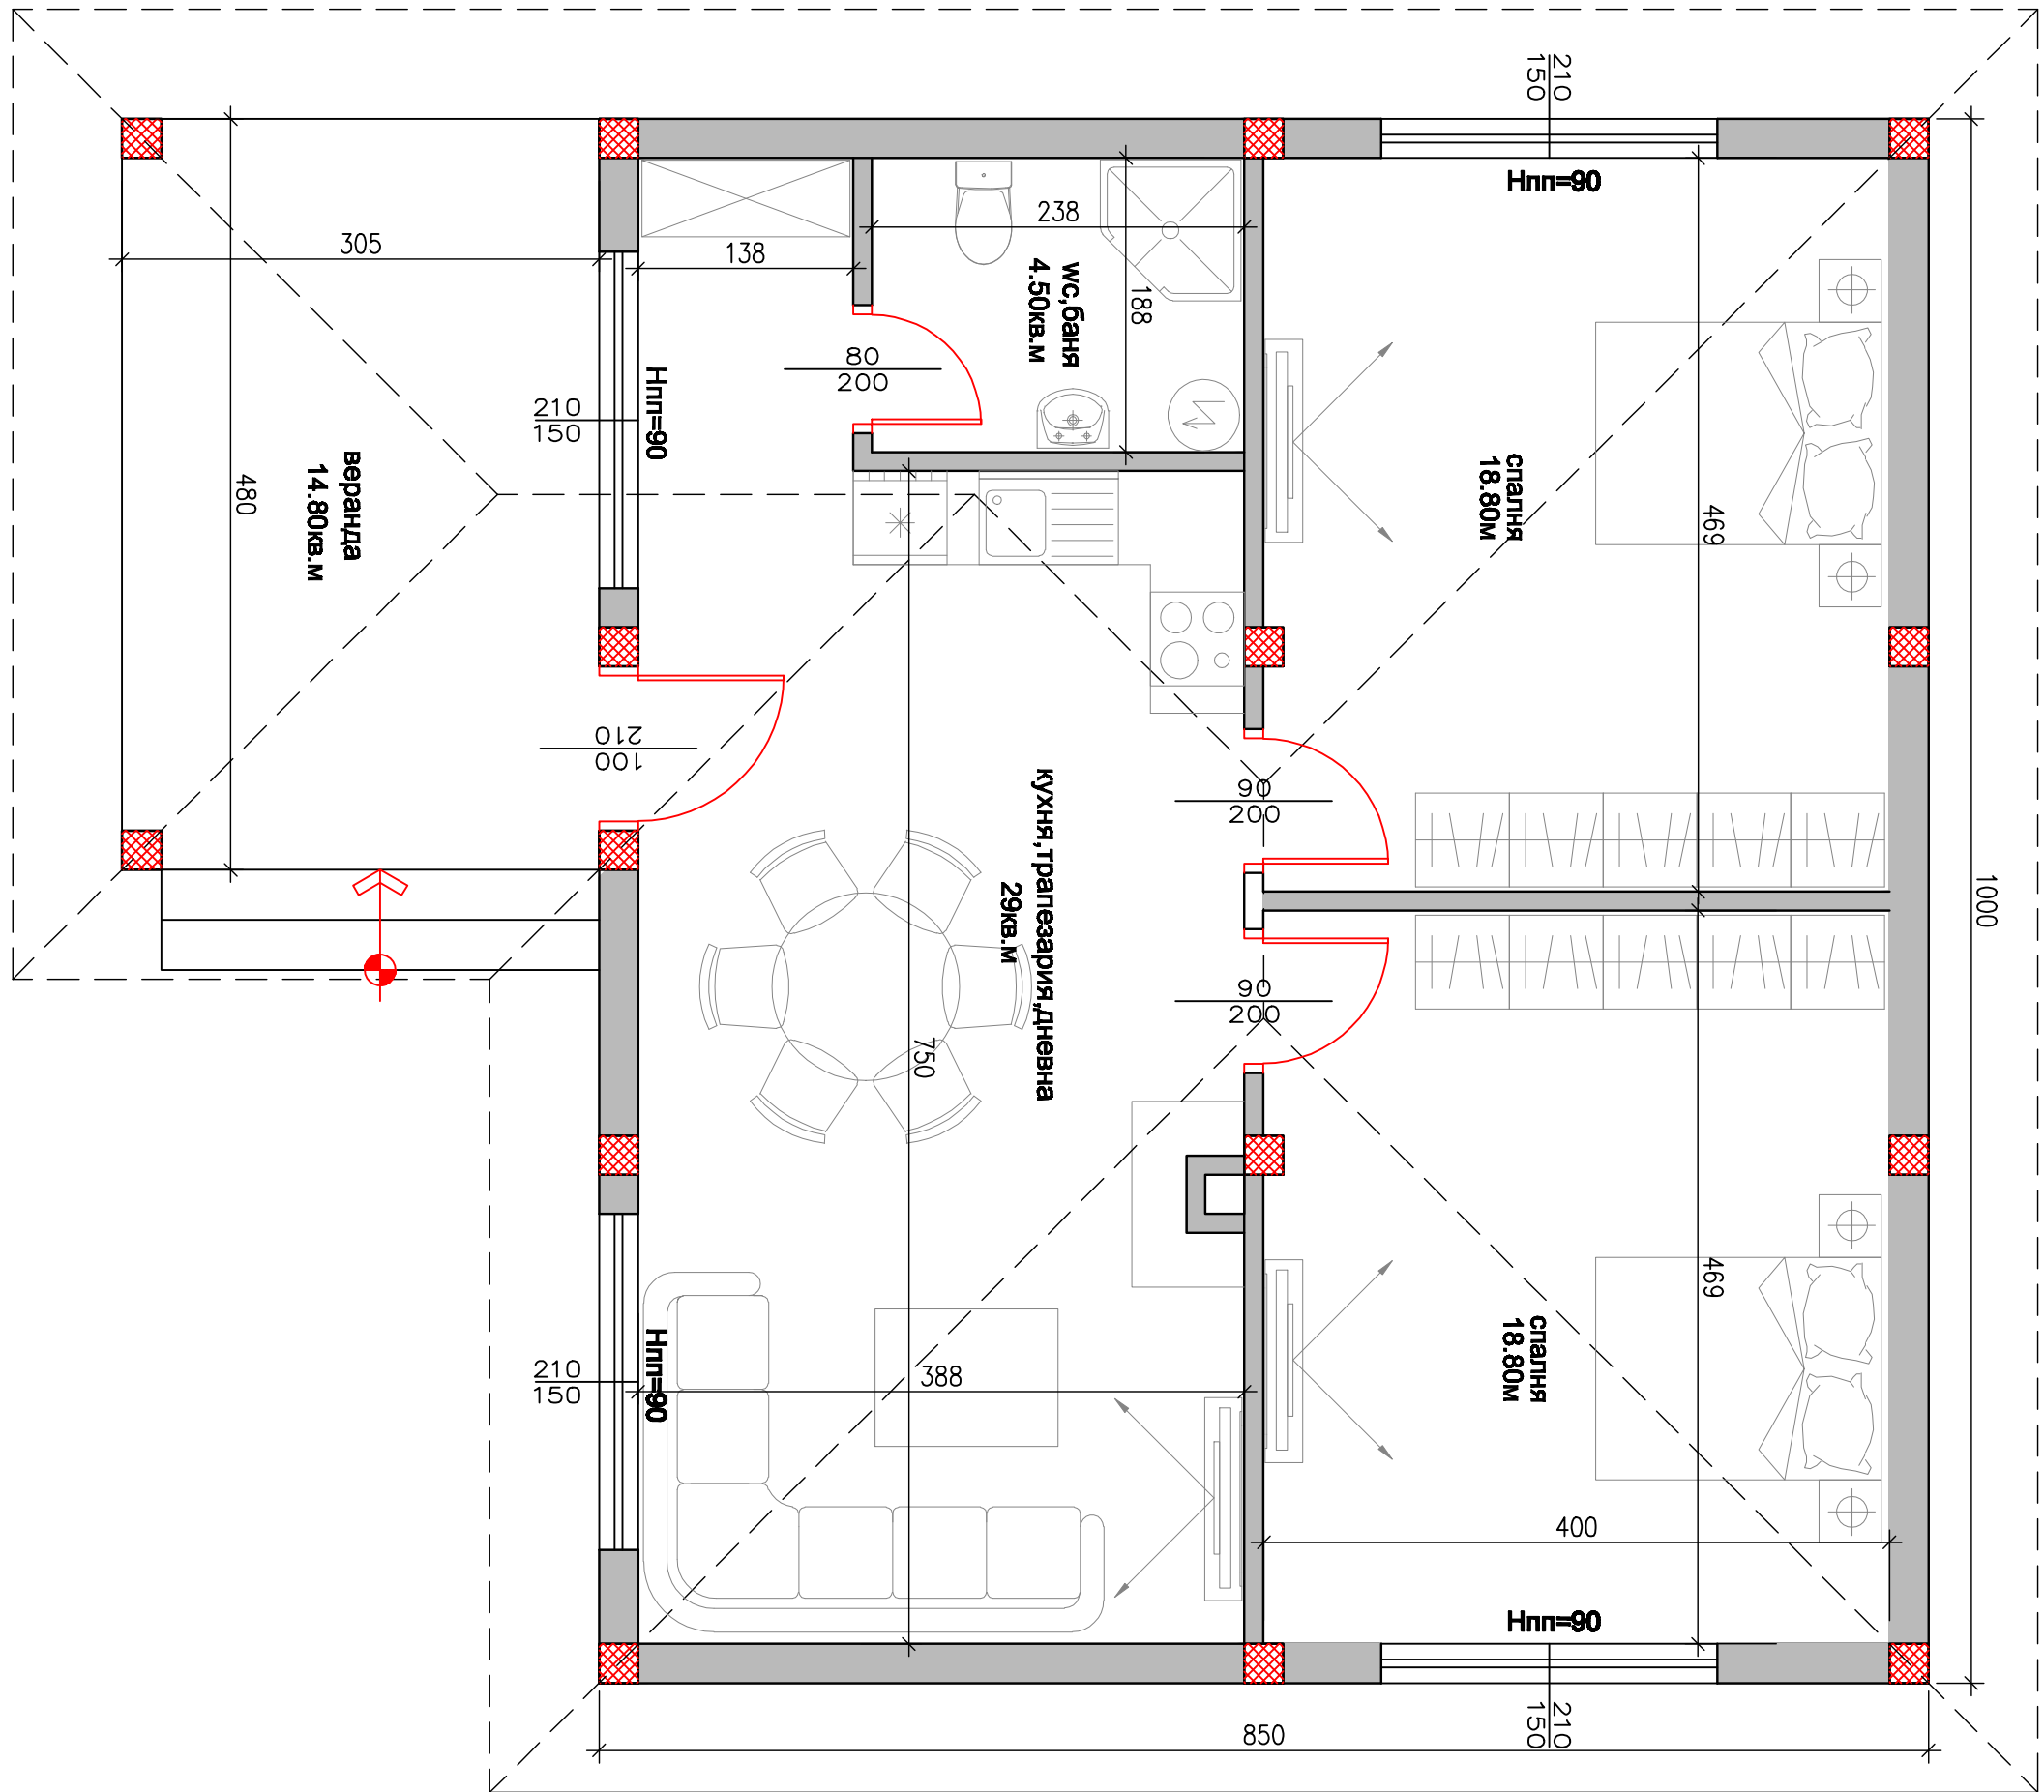 210
150
Нпп=90
305
138
238
188
wc,баня
4.50кв.м
80
200
210
150
Нпп=90
480
веранда
14.80кв.м
спалня
18.80м
469
210
100
кухня,трапезария,дневна
29кв.м
90
200
1000
90
200
750
469
спалня
18.80м
210
150
Нпп=90
388
400
Нпп=90
210
150
850